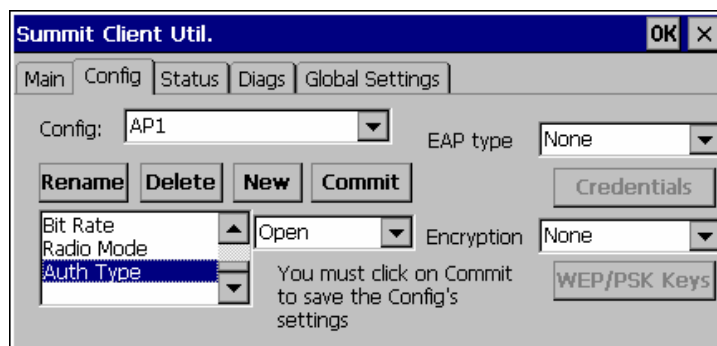 Summit Client Util. OK ×
Main Config Status Diags Global Settings
Config: AP1
EAP type None
Rename Delete New Commit
Credentials
Bit Rate
Radio Mode
Auth Type
Open
Encryption None
You must click on Commit
to save the Config's
settings
WEP/PSK Keys